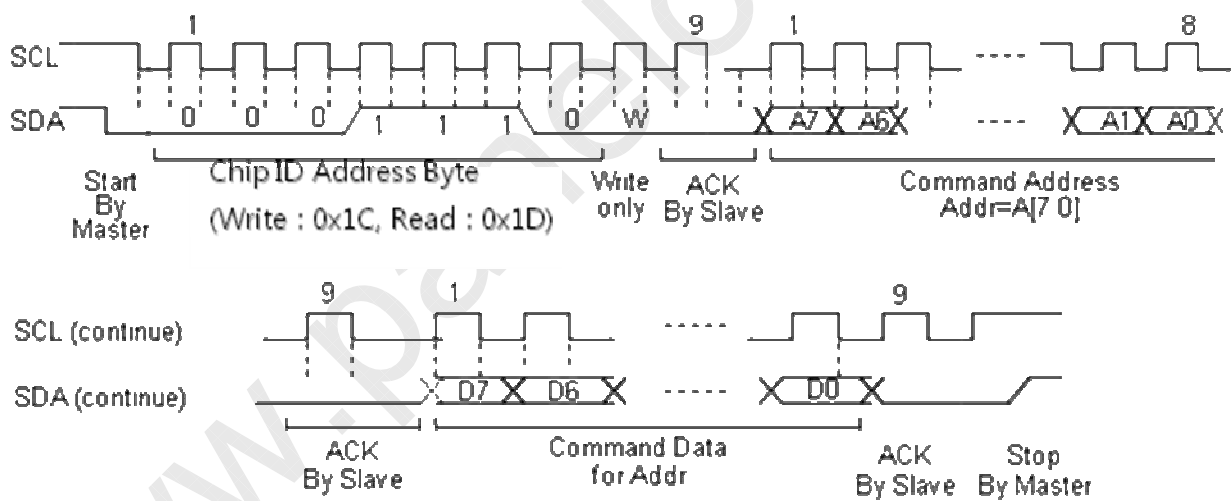 1 9 1 8
SCL
SDA 0 0 0 1 1 1 0 W A7 A6 A1 A0
Start By Master
Chip ID Address Byte
(Write : 0x1C, Read : 0x1D)
Write only
ACK By Slave
Command Address
Addr=A[7 0]
9 1 9
SCL (continue)
SDA (continue) D7 D6 D0
ACK By Slave
Command Data for Addr
ACK By Slave
Stop By Master